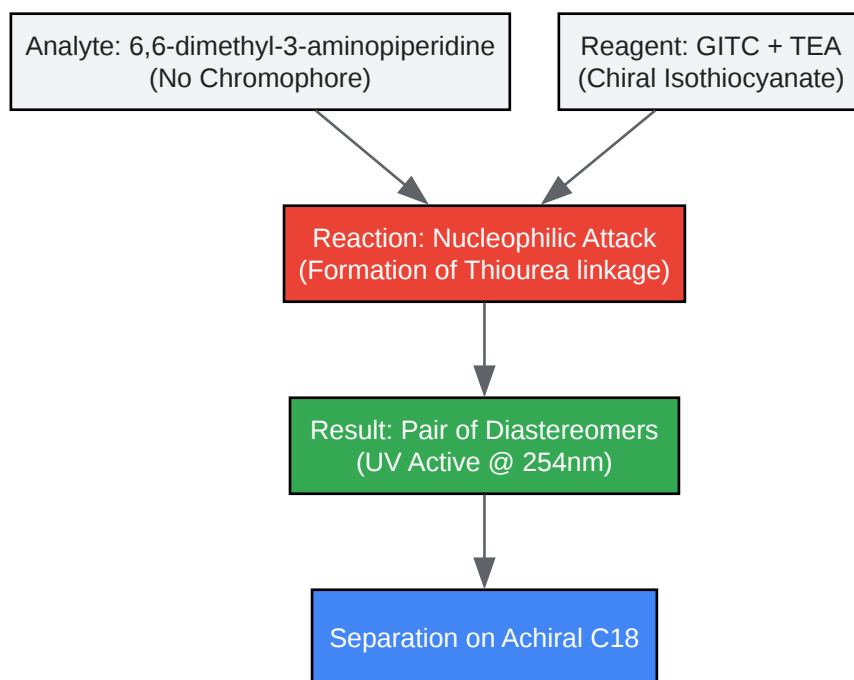 Analyte: 6,6-dimethyl-3-aminopiperidine
(No Chromophore)
Reagent: GITC + TEA
(Chiral Isothiocyanate)
Reaction: Nucleophilic Attack
(Formation of Thiourea linkage)
Result: Pair of Diastereomers
(UV Active @ 254nm)
Separation on Achiral C18